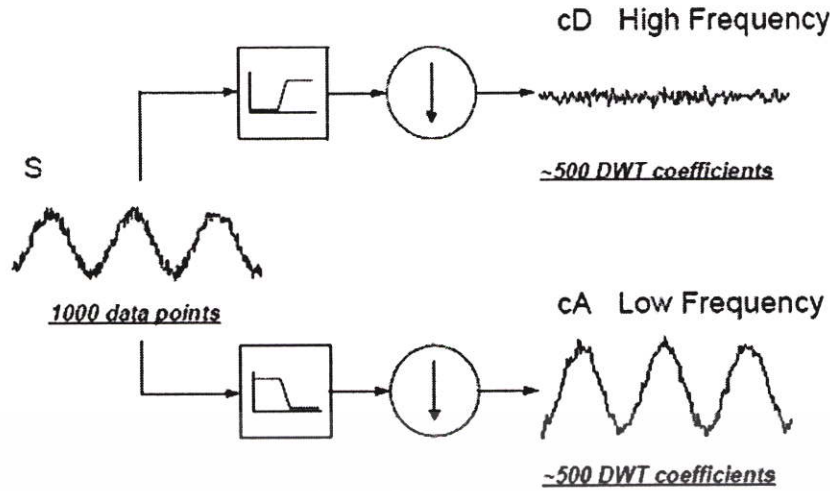 cD High Frequency
~500 DWT coefficients
S
1000 data points
cA Low Frequency
~500 DWT coefficients